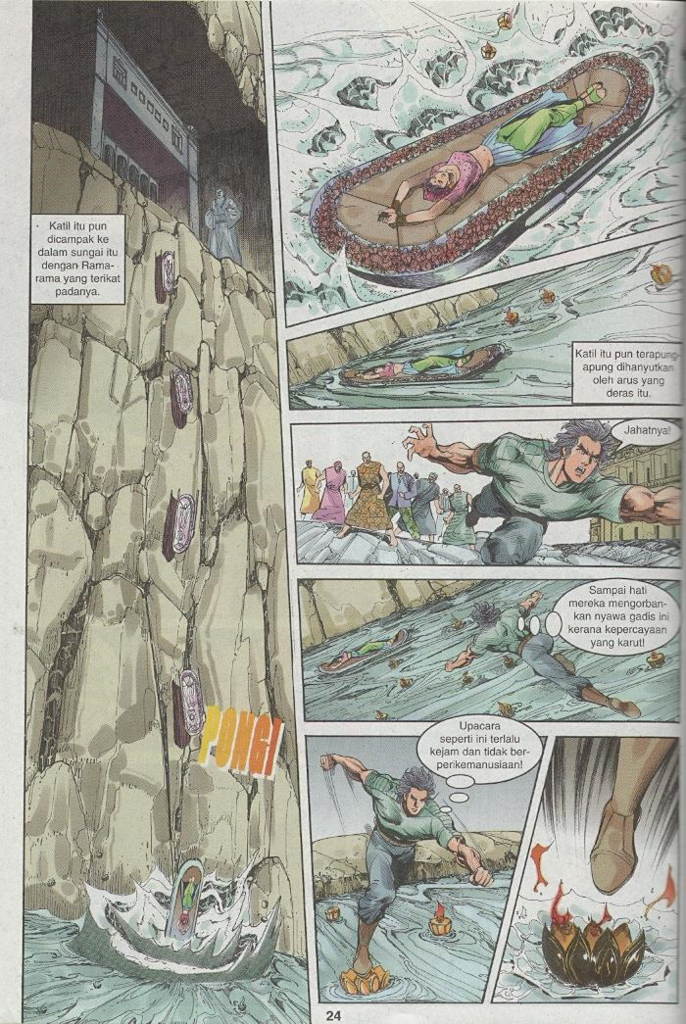 Katil itu pun
dicampak ke
dalam sungai itu
dengan Rama-
rama yang terikat
padanya.
PONG!
Katil itu pun terapung-
apung dihanyutkan
oleh arus yang
deras itu.
Jahatnya!
Sampai hati
mereka mengorban-
kan nyawa gadis ini
kerana kepercayaan
yang karut!
Upacara
seperti ini terlalu
kejam dan tidak ber-
perikemanusiaan!
24